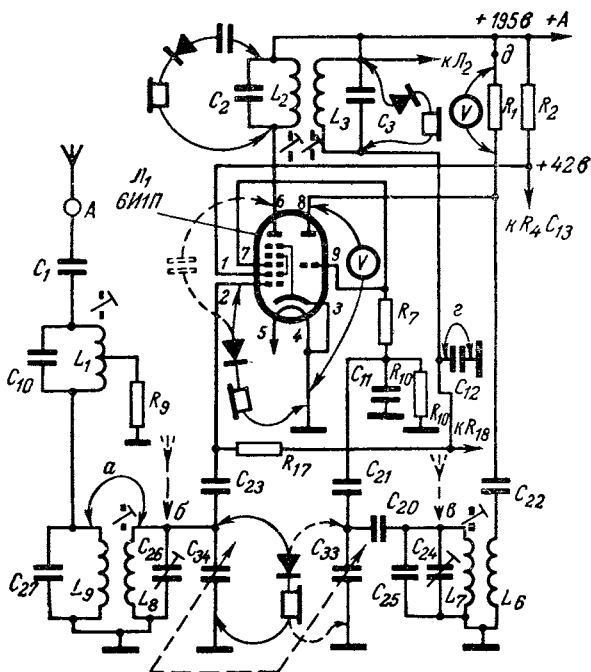 +195в +А
д
к Л2
C2
L2
L3
C3
V
R1
R2
+42в
к R4 C13
Л1
6И1П
A
C1
6
8
7
1
2
9
3
5
4
V
R7
г
C12
L1
C10
R9
C11
R10
R10
к R18
R17
C23
C21
C20
C22
а
б
в
C27
L9
L8
C26
C34
C33
C25
C24
L7
L6